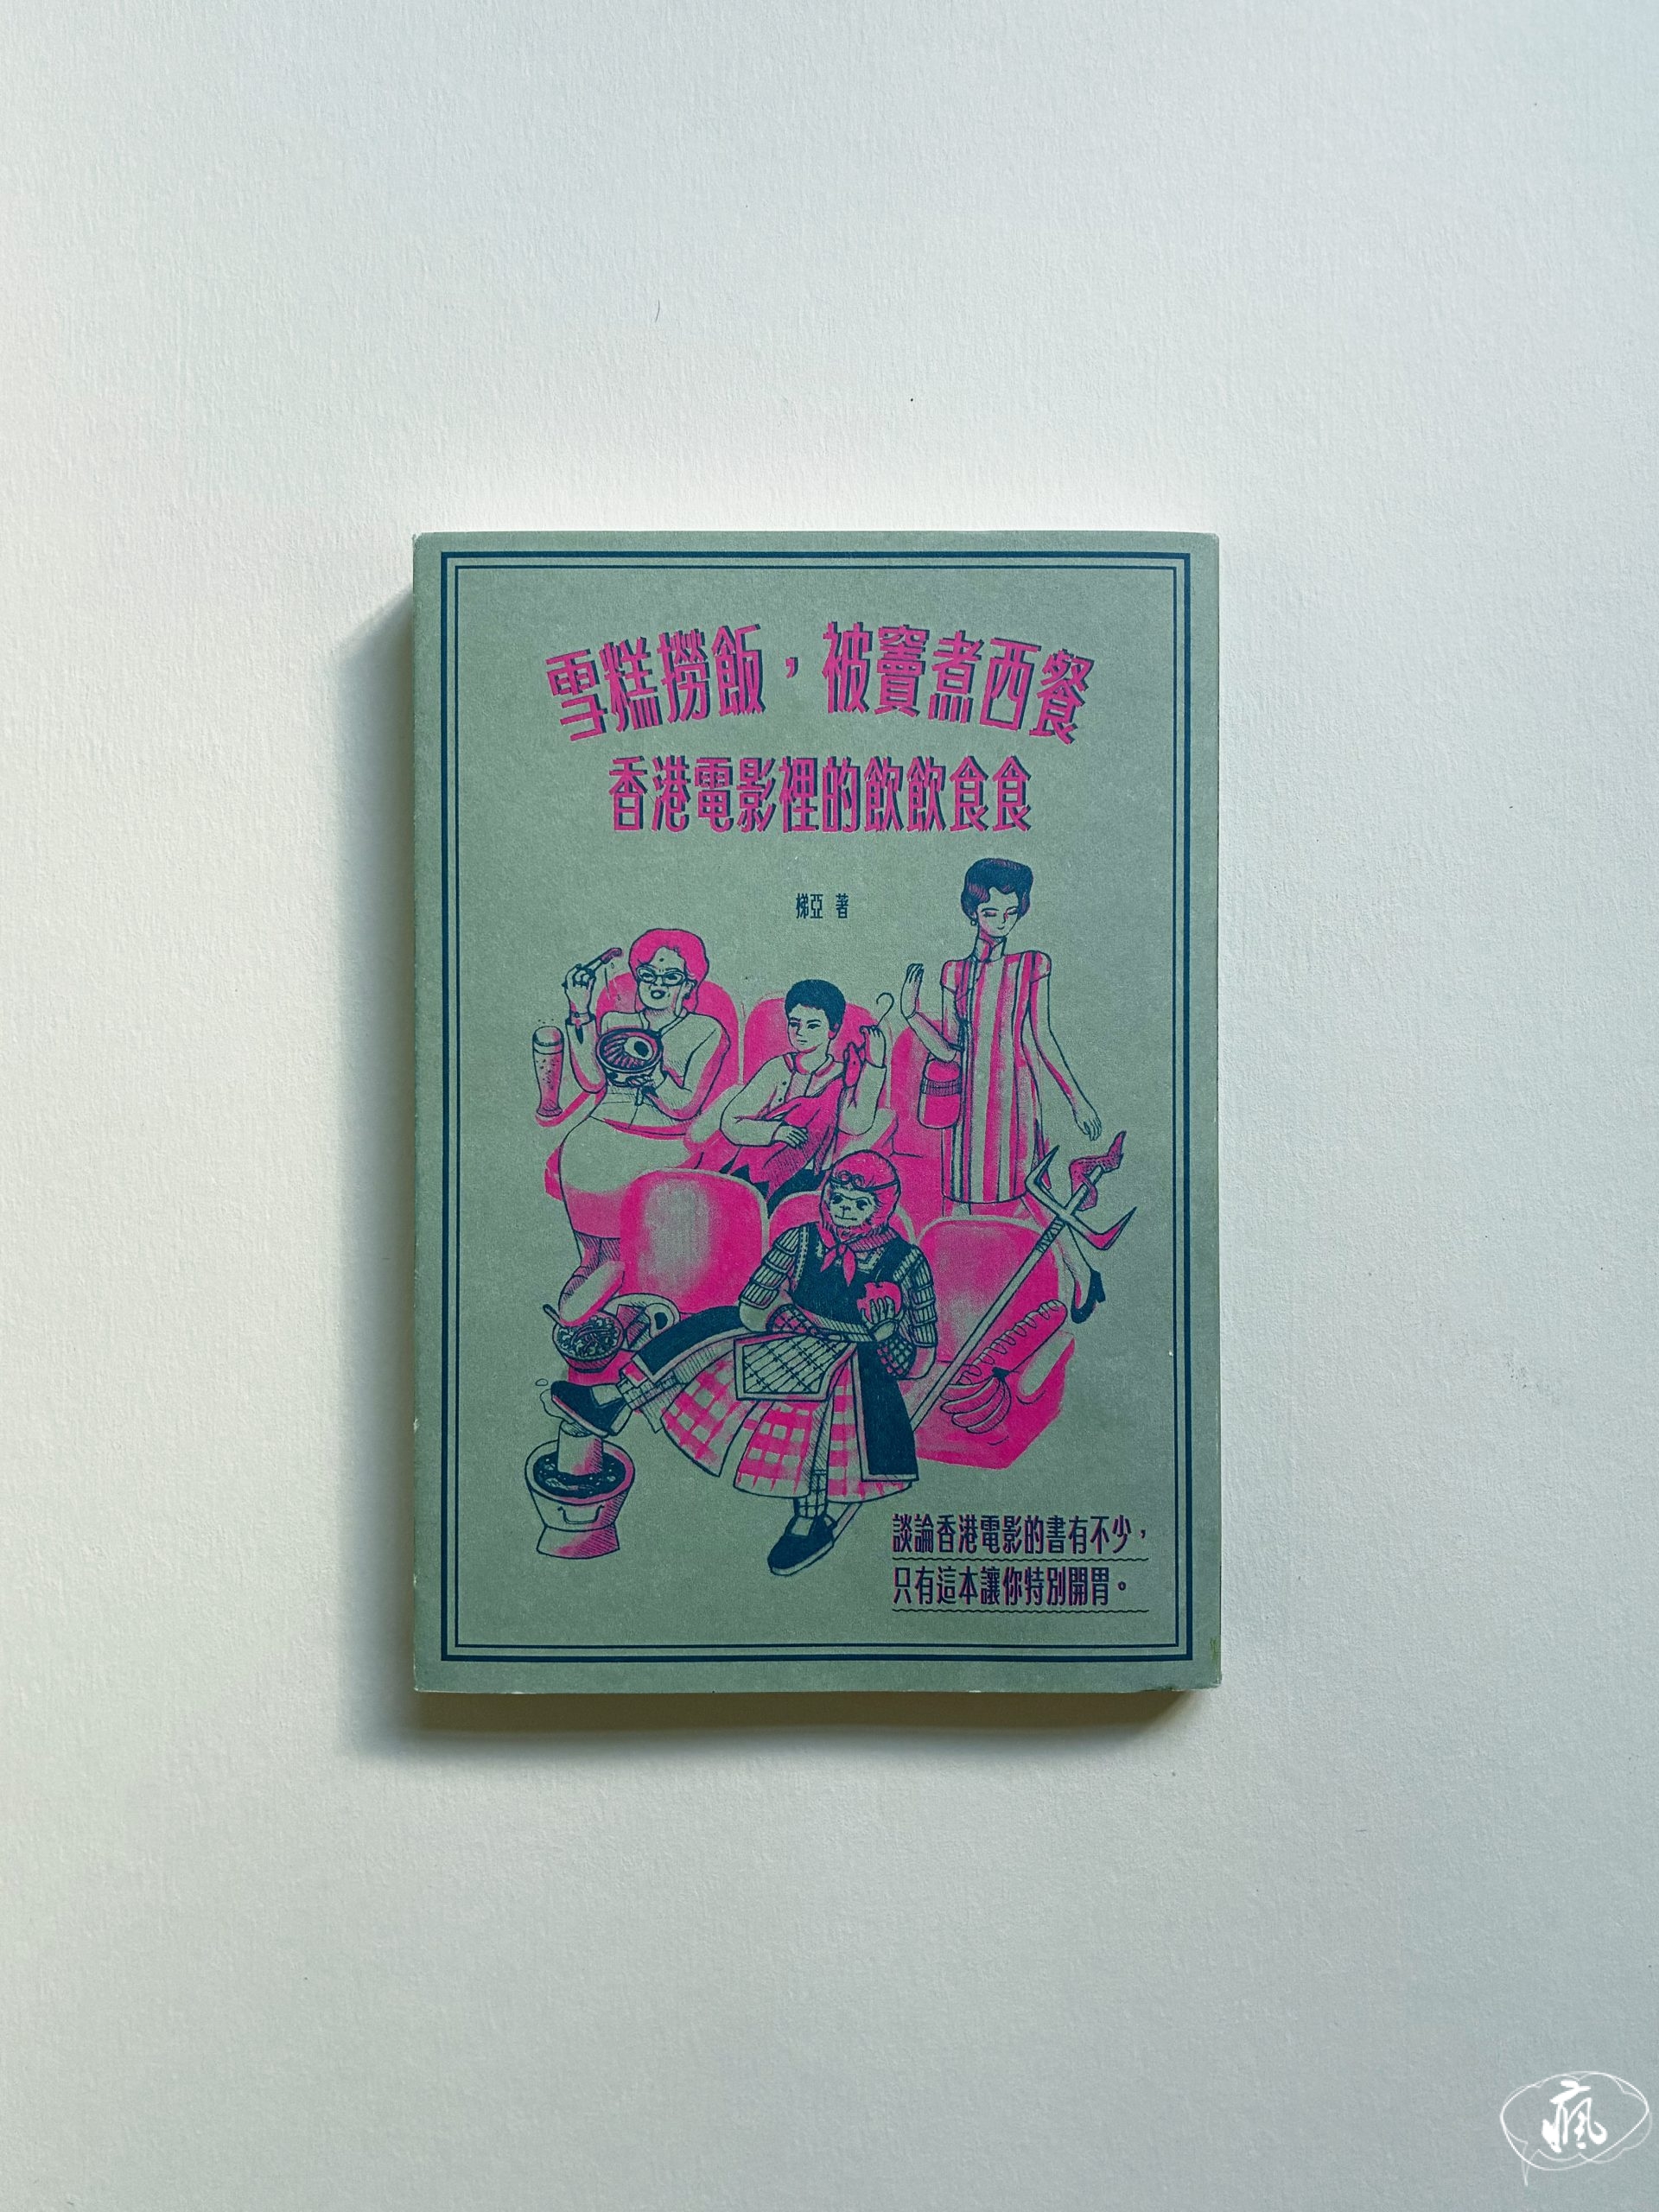 雪糕撈飯，被竇煮西餐
香港電影裡的飲飲食食
梯亞 著
談論香港電影的書有不少，
只有這本讓你特別開胃。
瘋